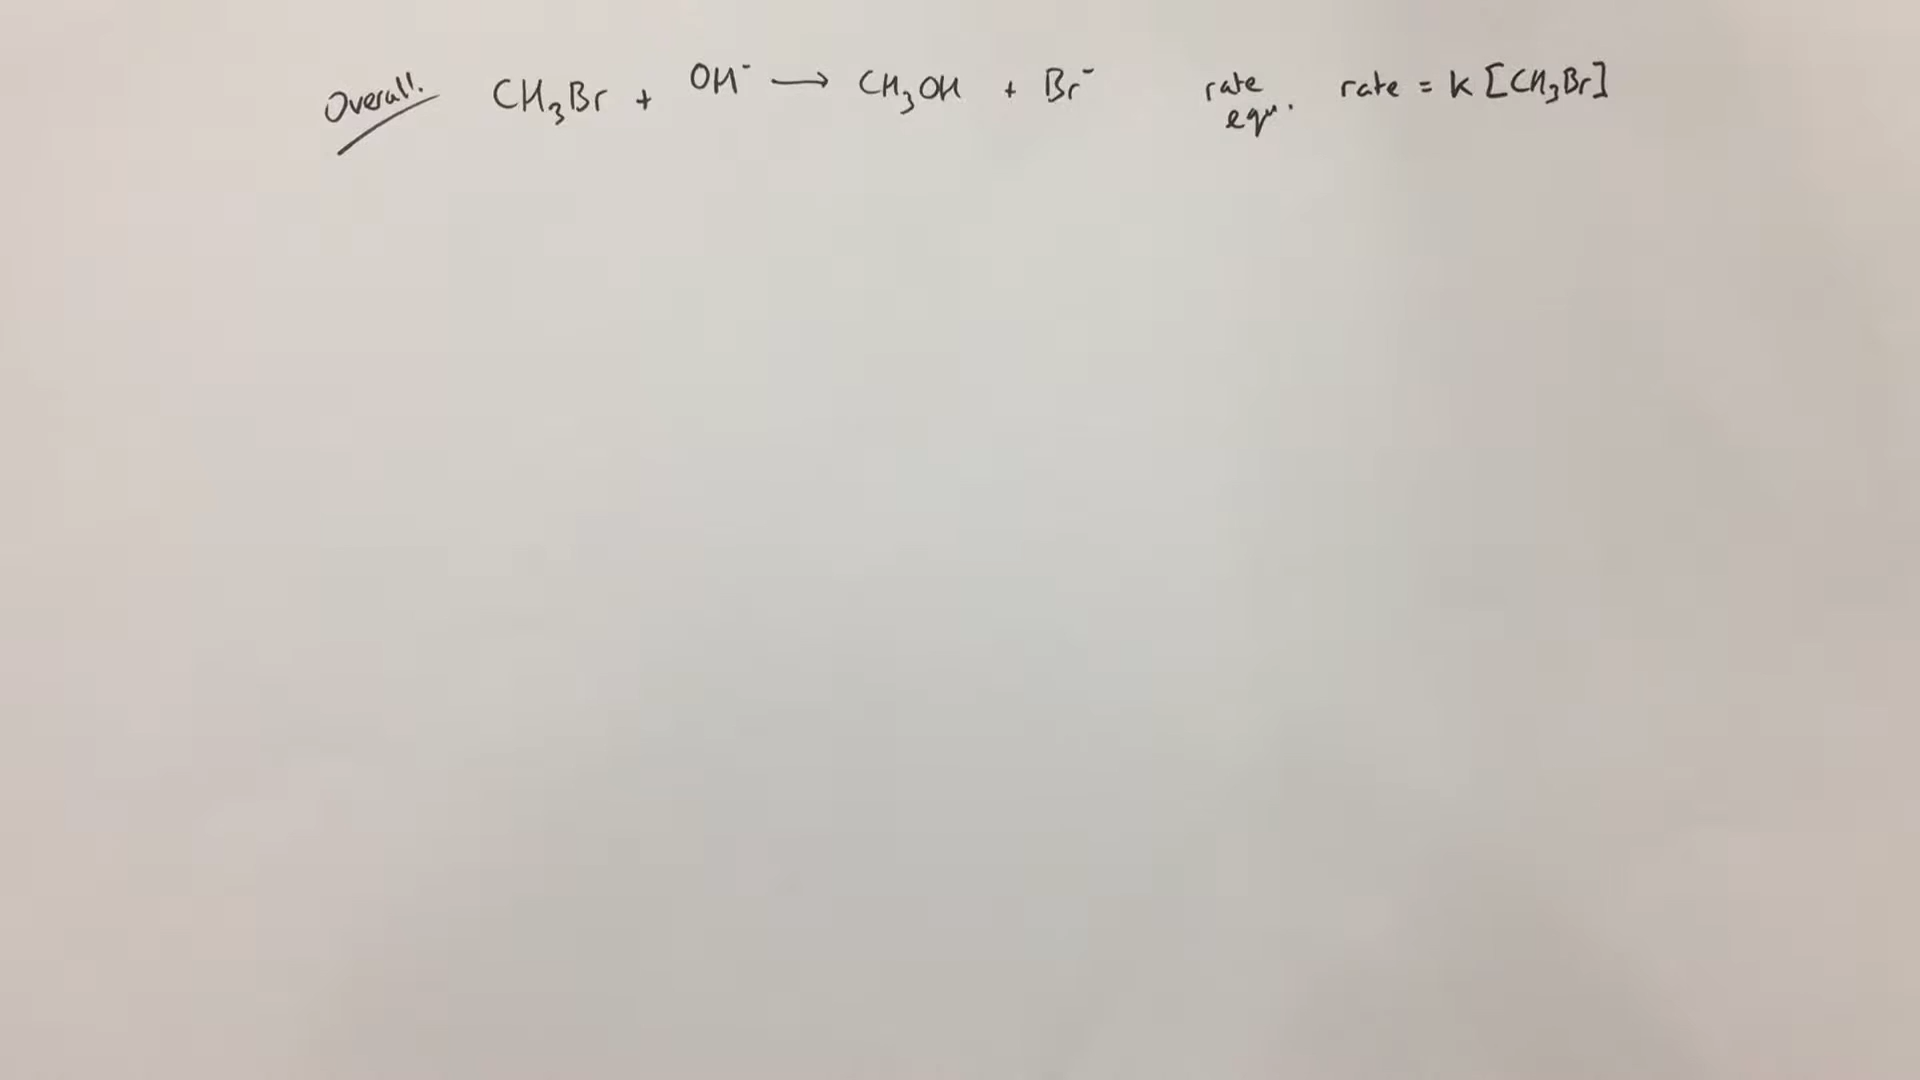 Overall. CH₃Br + OH⁻ → CH₃OH + Br⁻ rate eqn. rate = k [CH₃Br]